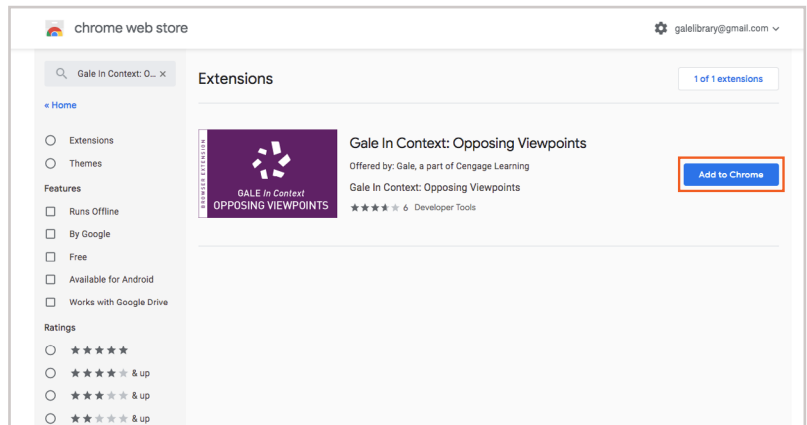 chrome web store
galelibrary@gmail.com
Gale In Context: O... ×
« Home
Extensions
Themes
Features
Runs Offline
By Google
Free
Available for Android
Works with Google Drive
Ratings
& up
& up
& up
Extensions
1 of 1 extensions
BROWSER EXTENSION
GALE In Context
OPPOSING VIEWPOINTS
Gale In Context: Opposing Viewpoints
Offered by: Gale, a part of Cengage Learning
Gale In Context: Opposing Viewpoints
6 Developer Tools
Add to Chrome